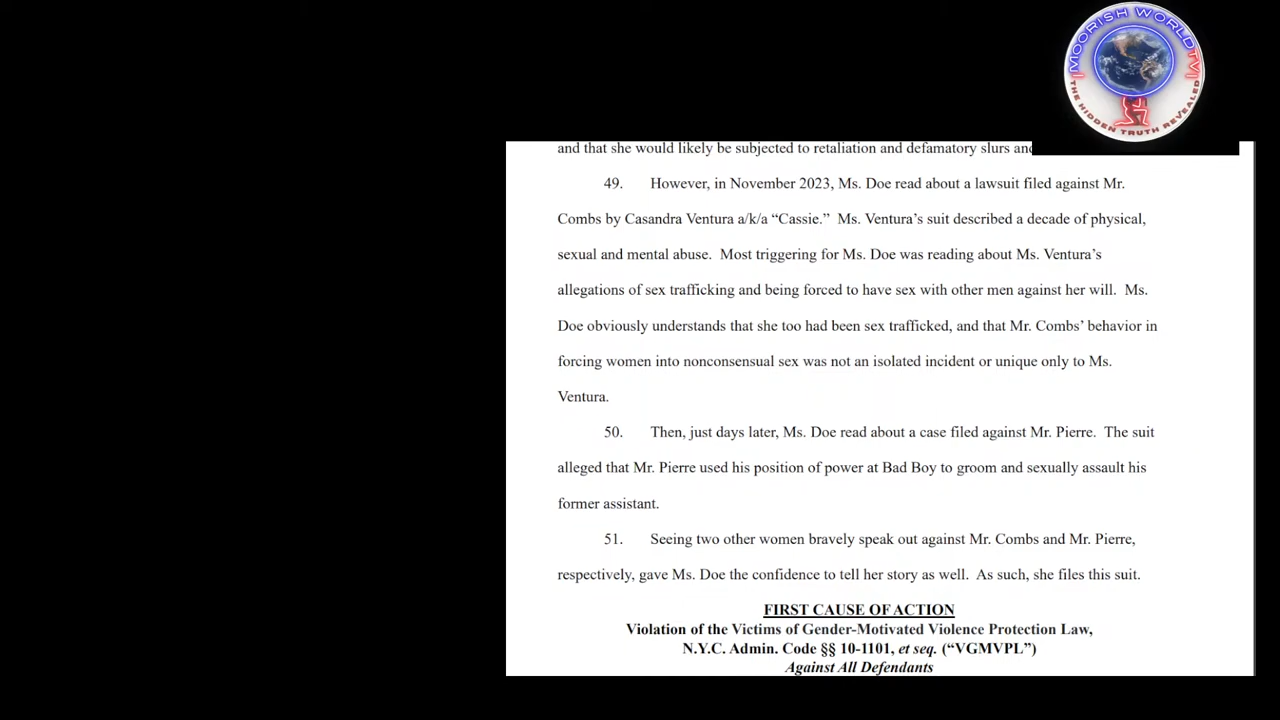 MOORISH WORLD TV
THE HIDDEN TRUTH REVEALED
and that she would likely be subjected to retaliation and defamatory slurs
49. However, in November 2023, Ms. Doe read about a lawsuit filed against Mr.
Combs by Casandra Ventura a/k/a “Cassie.” Ms. Ventura’s suit described a decade of physical,
sexual and mental abuse. Most triggering for Ms. Doe was reading about Ms. Ventura’s
allegations of sex trafficking and being forced to have sex with other men against her will. Ms.
Doe obviously understands that she too had been sex trafficked, and that Mr. Combs’ behavior in
forcing women into nonconsensual sex was not an isolated incident or unique only to Ms.
Ventura.
50. Then, just days later, Ms. Doe read about a case filed against Mr. Pierre. The suit
alleged that Mr. Pierre used his position of power at Bad Boy to groom and sexually assault his
former assistant.
51. Seeing two other women bravely speak out against Mr. Combs and Mr. Pierre,
respectively, gave Ms. Doe the confidence to tell her story as well. As such, she files this suit.
FIRST CAUSE OF ACTION
Violation of the Victims of Gender-Motivated Violence Protection Law,
N.Y.C. Admin. Code §§ 10-1101, et seq. (“VGMVPL”)
Against All Defendants